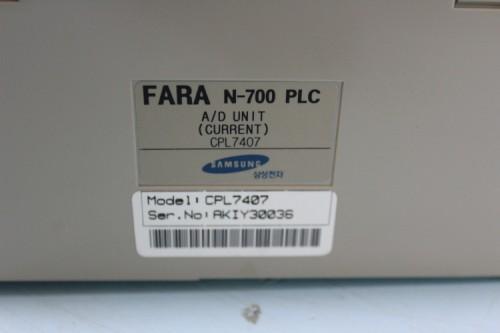 FARA N-700 PLC
A/D UNIT
(CURRENT)
CPL7407
SAMSUNG
삼성전자
Model: CPL7407
Ser.No: AKIY30036